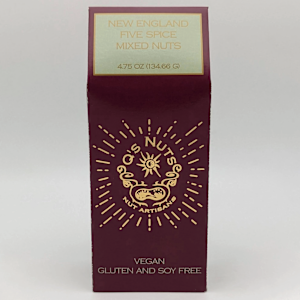 NEW ENGLAND
FIVE SPICE
MIXED NUTS
4.75 OZ (134.66 G)
Q'S NUTS
NUT ARTISANS
VEGAN
GLUTEN AND SOY FREE